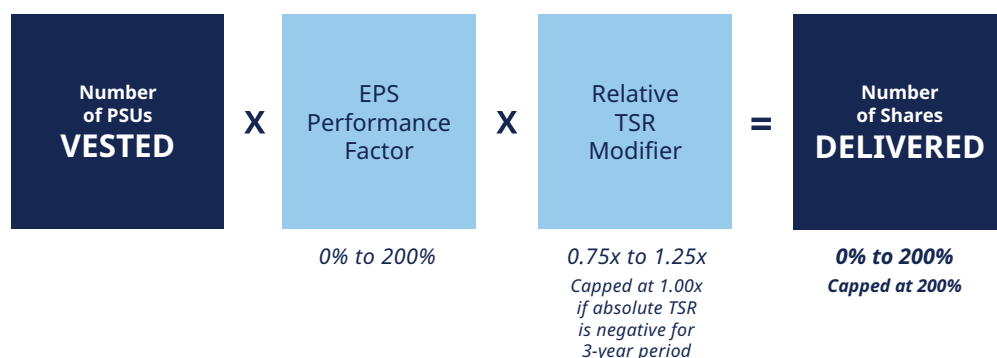 Number
of PSUs
VESTED
X
EPS
Performance
Factor
X
Relative
TSR
Modifier
=
Number
of Shares
DELIVERED
0% to 200%
0.75x to 1.25x
Capped at 1.00x
if absolute TSR
is negative for
3-year period
0% to 200%
Capped at 200%